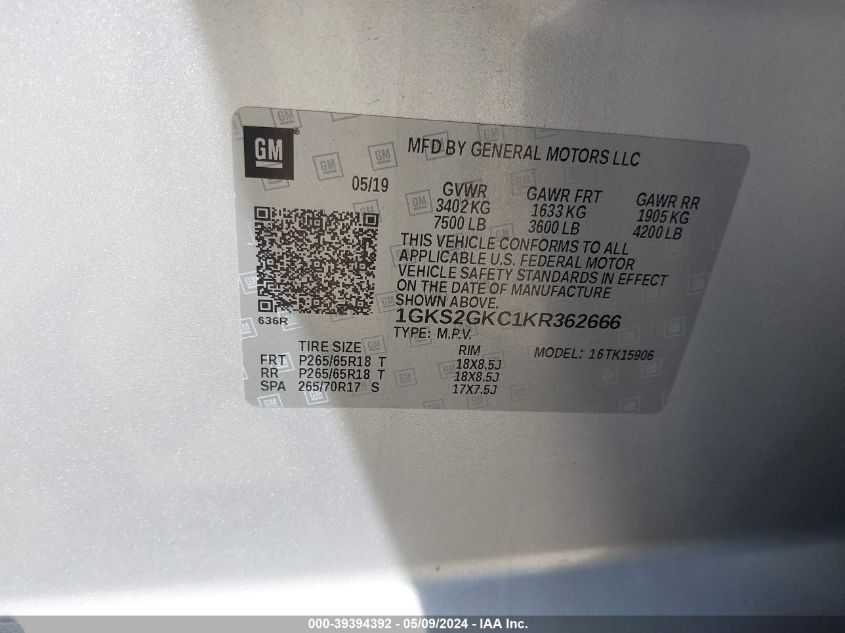 GM
MFD BY GENERAL MOTORS LLC
05/19
GVWR
3402 KG
7500 LB
GAWR FRT
1633 KG
3600 LB
GAWR RR
1905 KG
4200 LB
THIS VEHICLE CONFORMS TO ALL
APPLICABLE U.S. FEDERAL MOTOR
VEHICLE SAFETY STANDARDS IN EFFECT
ON THE DATE OF MANUFACTURE
SHOWN ABOVE.
636R
1GKS2GKC1KR362666
TYPE: M.P.V.
MODEL: 16TK15906
TIRE SIZE RIM
FRT P265/65R18 T 18X8.5J
RR P265/65R18 T 18X8.5J
SPA 265/70R17 S 17X7.5J
000-39394392 - 05/09/2024 - IAA Inc.